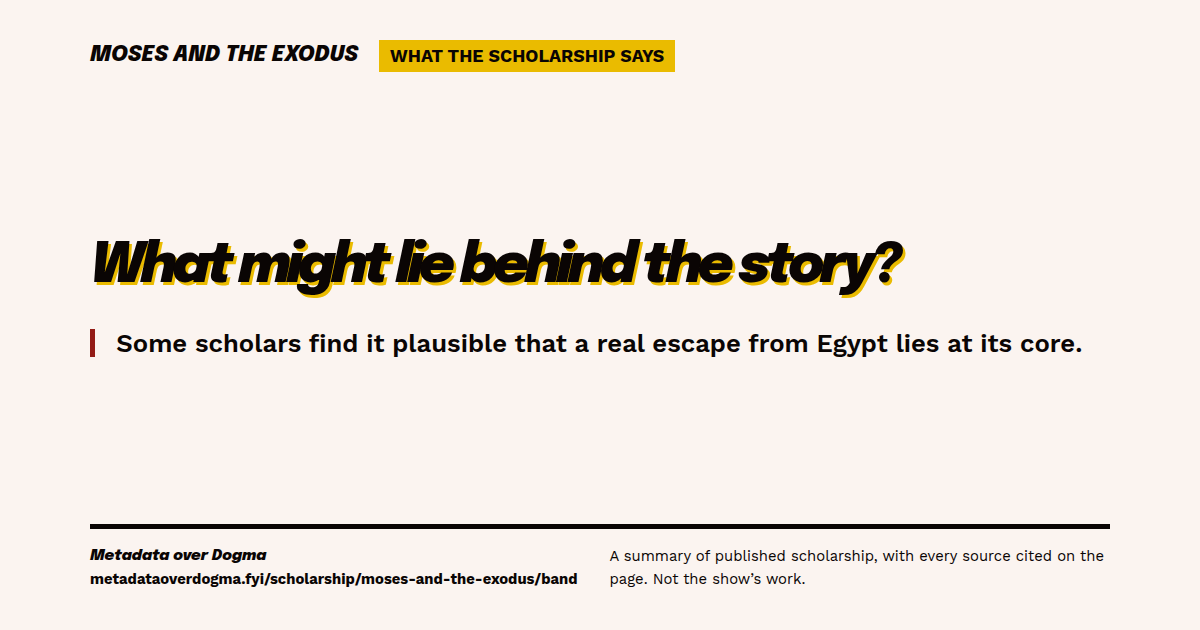 MOSES AND THE EXODUS
WHAT THE SCHOLARSHIP SAYS
What might lie behind the story?
Some scholars find it plausible that a real escape from Egypt lies at its core.
Metadata over Dogma
metadataoverdogma.fyi/scholarship/moses-and-the-exodus/band
A summary of published scholarship, with every source cited on the
page. Not the show’s work.